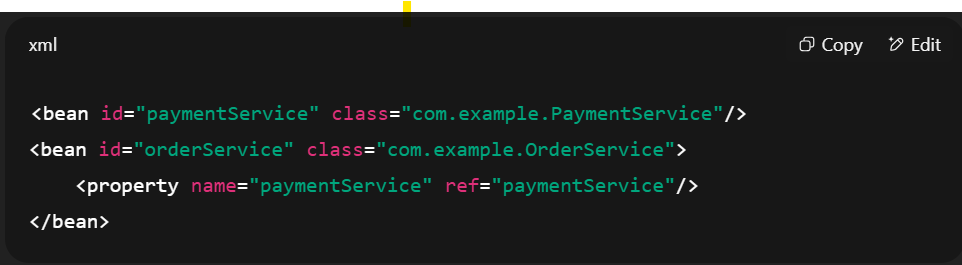 xml
Copy
Edit
<bean id="paymentService" class="com.example.PaymentService"/>
<bean id="orderService" class="com.example.OrderService">
    <property name="paymentService" ref="paymentService"/>
</bean>